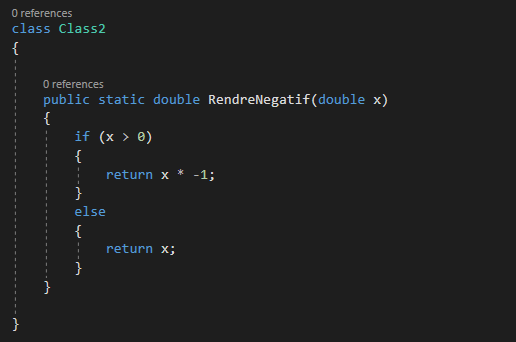 0 references
class Class2
{
0 references
public static double RendreNegatif(double x)
{
if (x > 0)
{
return x * -1;
}
else
{
return x;
}
}
}